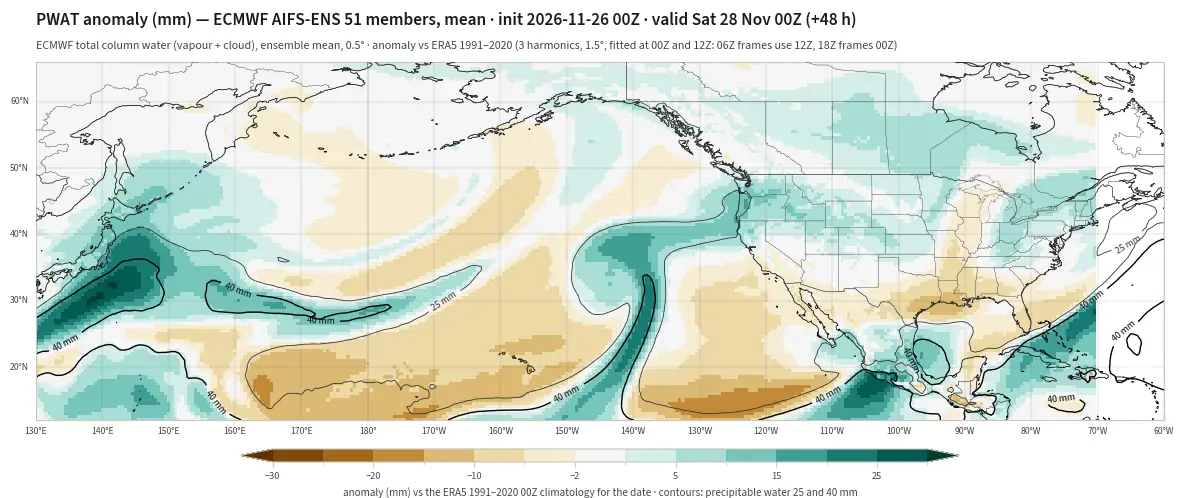 PWAT anomaly (mm) — ECMWF AIFS-ENS 51 members, mean · init 2026-11-26 00Z · valid Sat 28 Nov 00Z (+48 h)
ECMWF total column water (vapour + cloud), ensemble mean, 0.5° · anomaly vs ERA5 1991–2020 (3 harmonics, 1.5°, fitted at 00Z and 12Z: 06Z frames use 12Z, 18Z frames 00Z)
60°N
50°N
40°N
25 mm
30°N
40 mm
25 mm
40 mm
40 mm
40 mm
40 mm
20°N
40 mm
40 mm
40 mm
40 mm
40 mm
130°E 140°E 150°E 160°E 170°E 180° 170°W 160°W 150°W 140°W 130°W 120°W 110°W 100°W 90°W 80°W 70°W 60°W
−30 −20 −10 −2 5 15 25
anomaly (mm) vs the ERA5 1991–2020 00Z climatology for the date · contours: precipitable water 25 and 40 mm